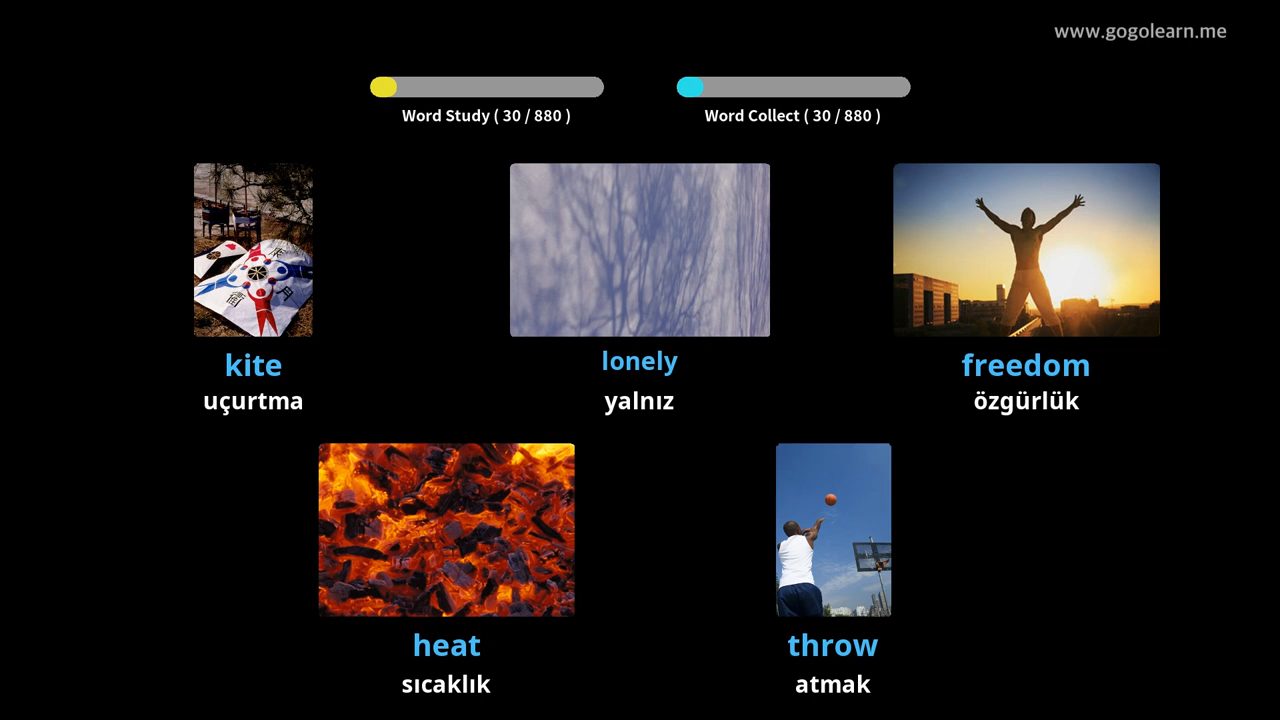 www.gogolearn.me
Word Study ( 30 / 880 )
Word Collect ( 30 / 880 )
kite
uçurtma
lonely
yalnız
freedom
özgürlük
heat
sıcaklık
throw
atmak